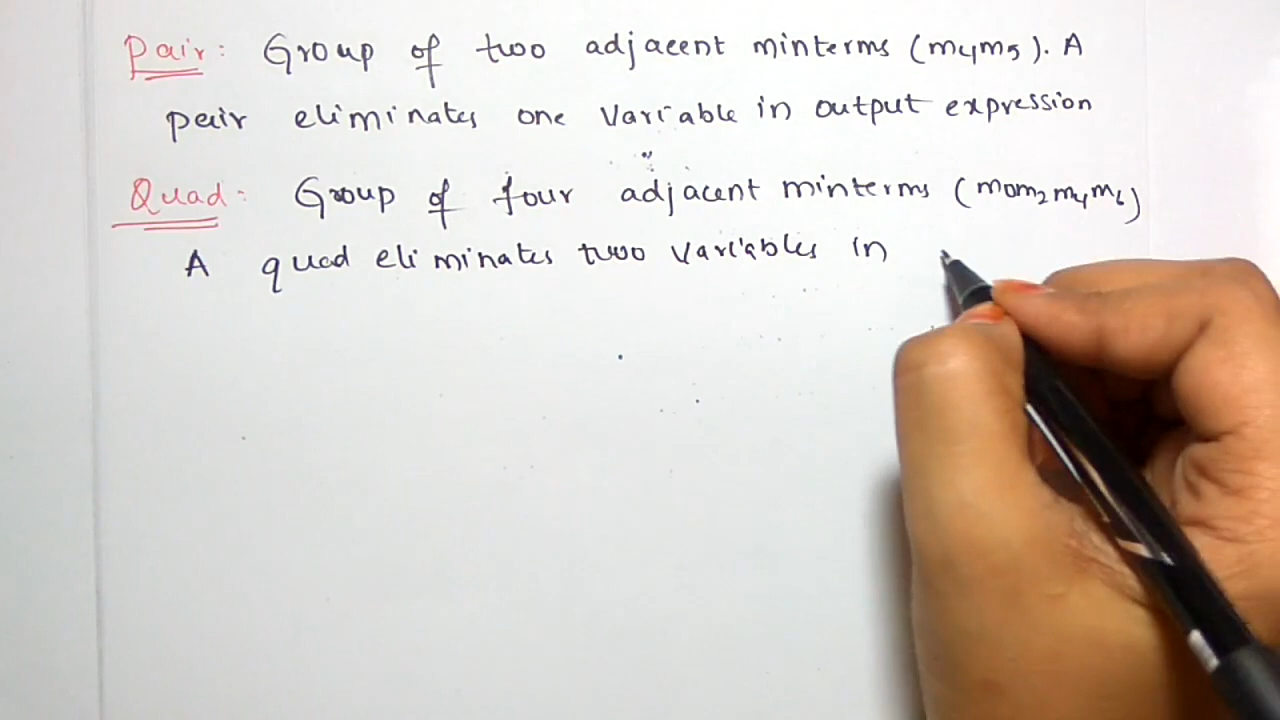 Pair: Group of two adjacent minterms (m4m5). A
pair eliminates one variable in output expression
Quad: Group of four adjacent minterms (m0m2m4m6)
A quad eliminates two variables in